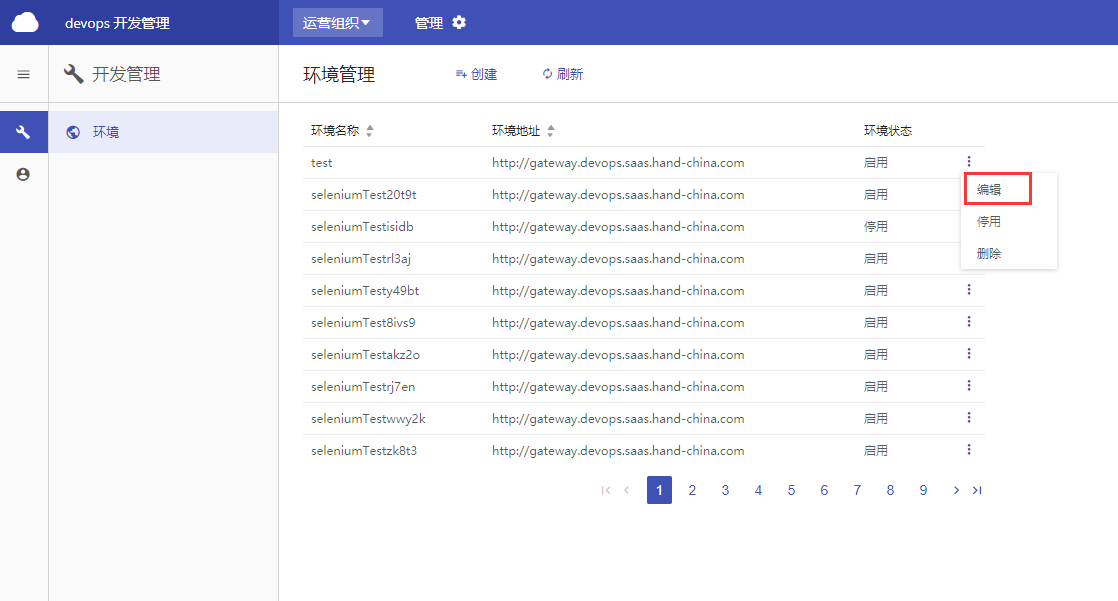 devops 开发管理
运营组织 管理
开发管理
环境
环境管理 创建 刷新
环境名称 环境地址 环境状态
test http://gateway.devops.saas.hand-china.com 启用
seleniumTest20t9t http://gateway.devops.saas.hand-china.com 启用
seleniumTestisidb http://gateway.devops.saas.hand-china.com 停用
seleniumTestrl3aj http://gateway.devops.saas.hand-china.com 启用
seleniumTesty49bt http://gateway.devops.saas.hand-china.com 启用
seleniumTest8ivs9 http://gateway.devops.saas.hand-china.com 启用
seleniumTestakz2o http://gateway.devops.saas.hand-china.com 启用
seleniumTestrj7en http://gateway.devops.saas.hand-china.com 启用
seleniumTestwwy2k http://gateway.devops.saas.hand-china.com 启用
seleniumTestzk8t3 http://gateway.devops.saas.hand-china.com 启用
编辑
停用
删除
1 2 3 4 5 6 7 8 9